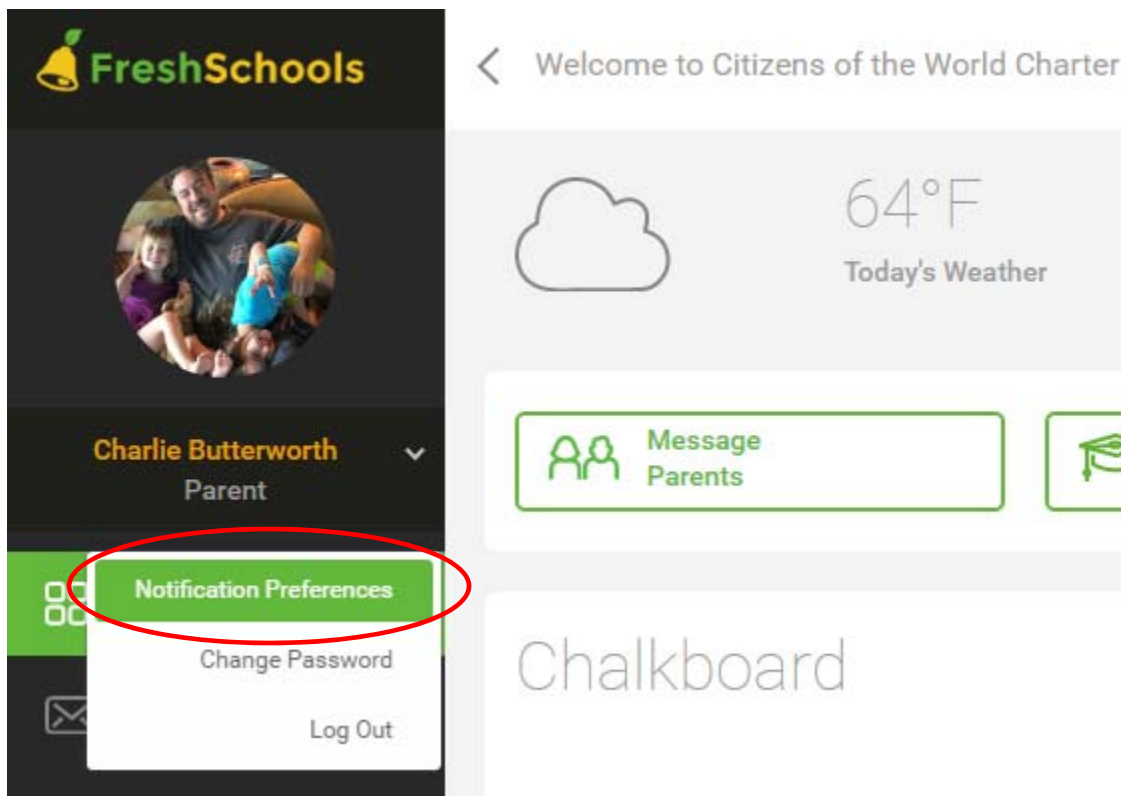 FreshSchools
Welcome to Citizens of the World Charter
64°F
Today's Weather
Charlie Butterworth
Parent
Message
Parents
Notification Preferences
Change Password
Log Out
Chalkboard